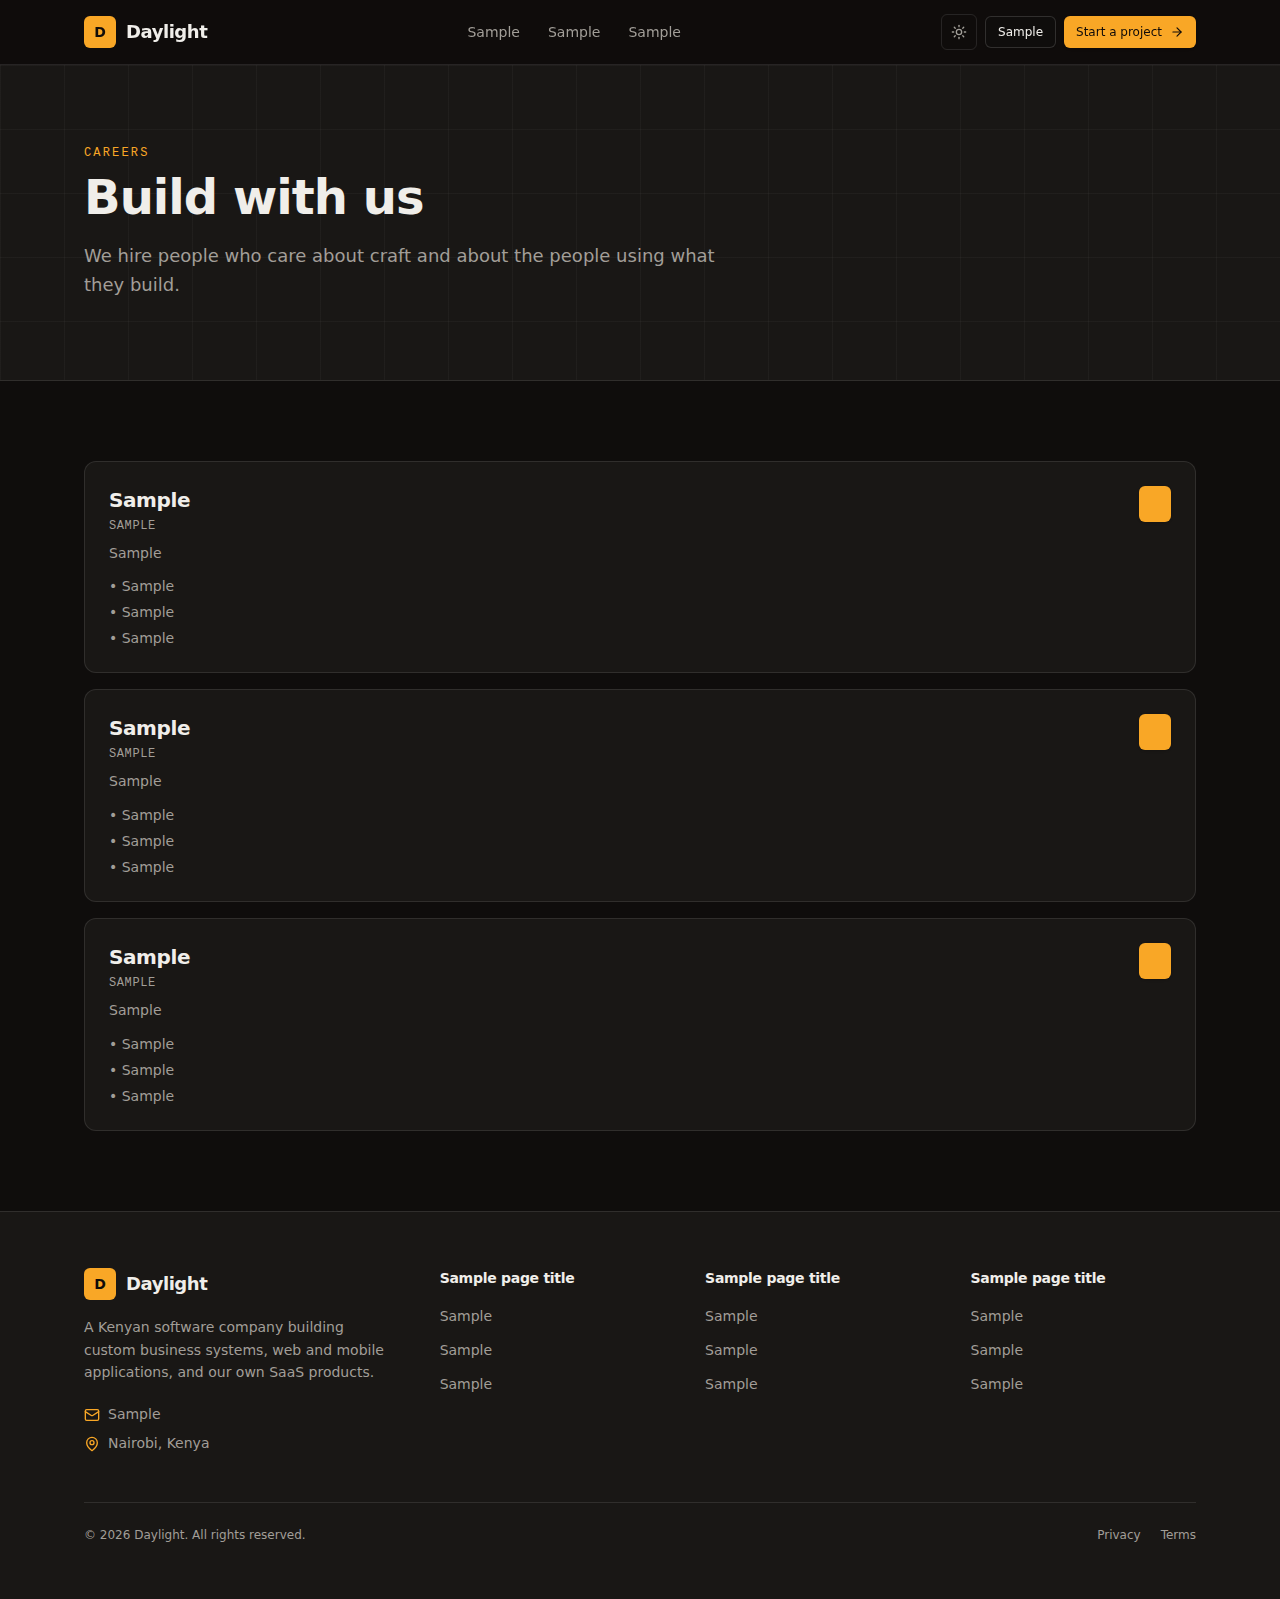 D Daylight
Sample Sample Sample
Sample
Start a project
CAREERS
Build with us
We hire people who care about craft and about the people using what
they build.
Sample
SAMPLE
Sample
• Sample
• Sample
• Sample
Sample
SAMPLE
Sample
• Sample
• Sample
• Sample
Sample
SAMPLE
Sample
• Sample
• Sample
• Sample
D Daylight
A Kenyan software company building
custom business systems, web and mobile
applications, and our own SaaS products.
Sample
Nairobi, Kenya
Sample page title
Sample
Sample
Sample
Sample page title
Sample
Sample
Sample
Sample page title
Sample
Sample
Sample
© 2026 Daylight. All rights reserved.
Privacy Terms